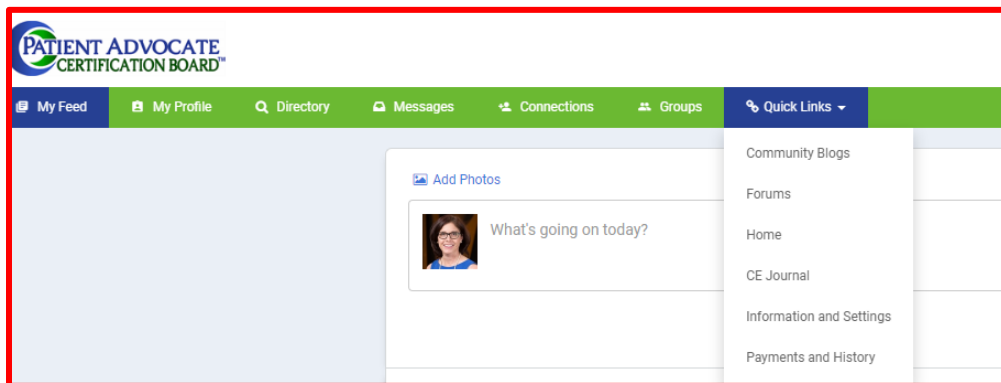 PATIENT ADVOCATE
CERTIFICATION BOARD™
My Feed My Profile Directory Messages Connections Groups Quick Links
Add Photos
What's going on today?
Community Blogs
Forums
Home
CE Journal
Information and Settings
Payments and History